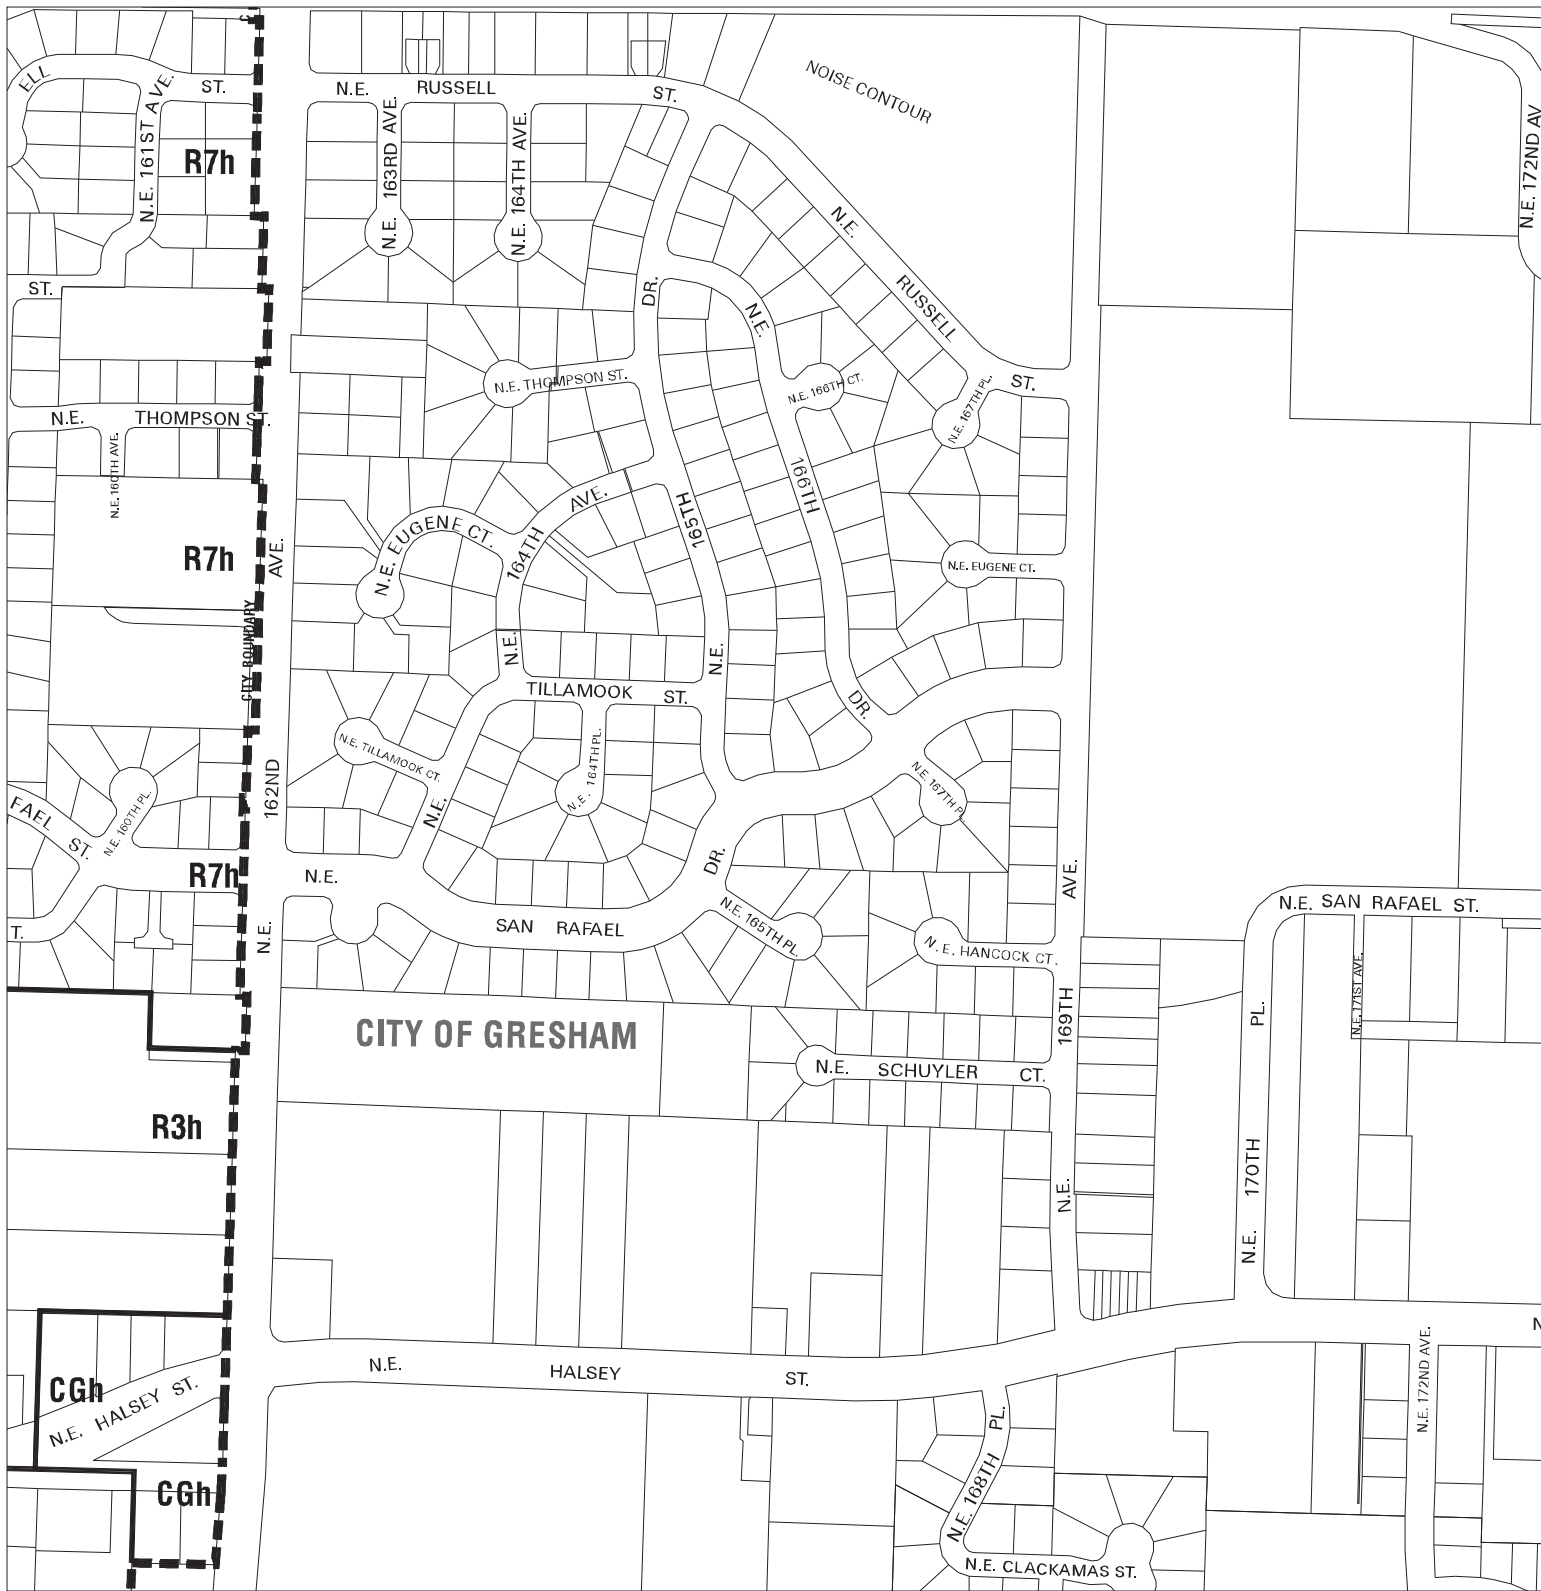 NOISE CONTOUR
ELL
ST.
N.E. 161ST AVE.
R7h
N.E. RUSSELL ST.
N.E. 163RD AVE.
N.E. 164TH AVE.
N.E. 172ND AV
N.E. RUSSELL ST.
ST.
DR.
N.E.
N.E. THOMPSON ST.
N.E. 166TH CT.
N.E. 167TH PL.
N.E. THOMPSON ST.
N.E. 160TH AVE.
164TH AVE.
165TH
166TH
N.E. EUGENE CT.
R7h
AVE.
N.E. EUGENE CT.
CITY BOUNDARY
N.E.
N.E.
TILLAMOOK ST.
DR.
N.E. TILLAMOOK CT.
N.E. 164TH PL.
N.E. 167TH P
162ND
N.E.
FAEL ST.
N.E. 160TH PL.
R7h
N.E.
DR.
AVE.
N.E. SAN RAFAEL ST.
T.
N.E.
SAN RAFAEL
N.E. 165TH PL.
N.E. HANCOCK CT.
N.E. 171ST AVE.
CITY OF GRESHAM
169TH
PL.
N.E. SCHUYLER CT.
R3h
170TH
N.E.
N.E.
N
N.E. HALSEY ST.
N.E. 172ND AVE.
CGh
N.E. HALSEY ST.
N.E. 168TH PL.
CGh
N.E. CLACKAMAS ST.